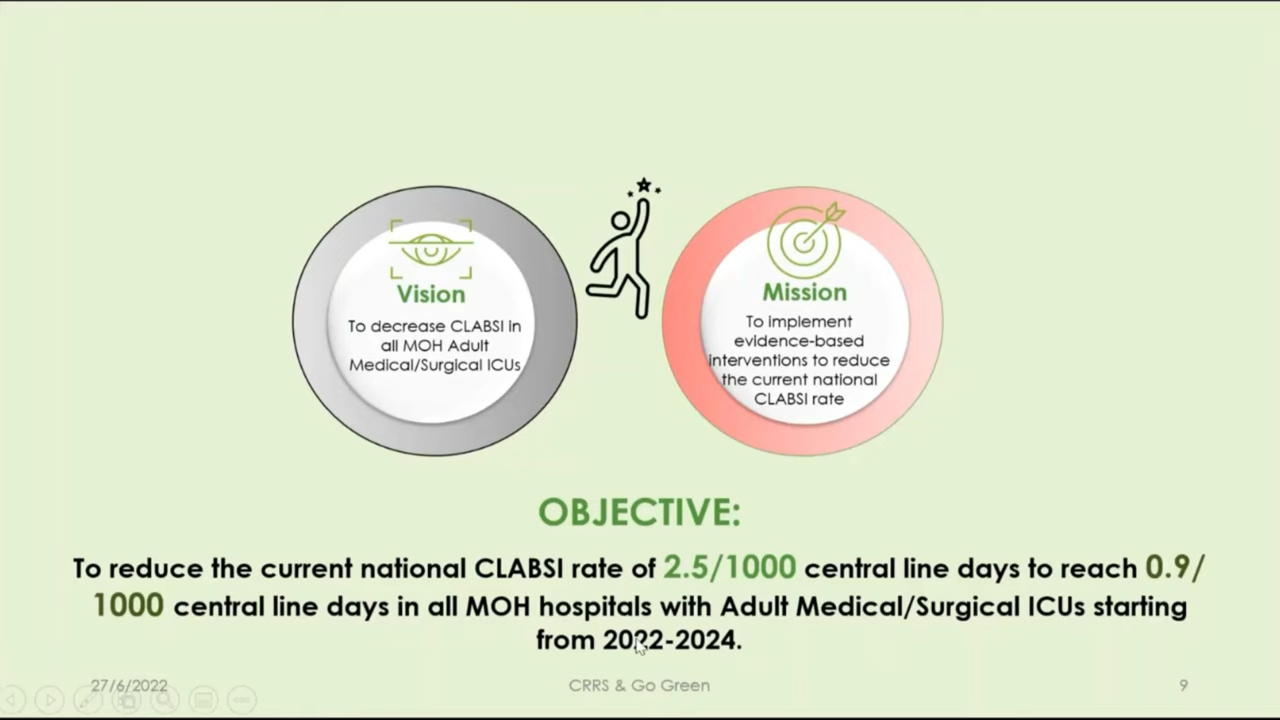 Vision
To decrease CLABSI in
all MOH Adult
Medical/Surgical ICUs
Mission
To implement
evidence-based
interventions to reduce
the current national
CLABSI rate
OBJECTIVE:
To reduce the current national CLABSI rate of 2.5/1000 central line days to reach 0.9/
1000 central line days in all MOH hospitals with Adult Medical/Surgical ICUs starting
from 2022-2024.
27/6/2022
CRRS & Go Green
9